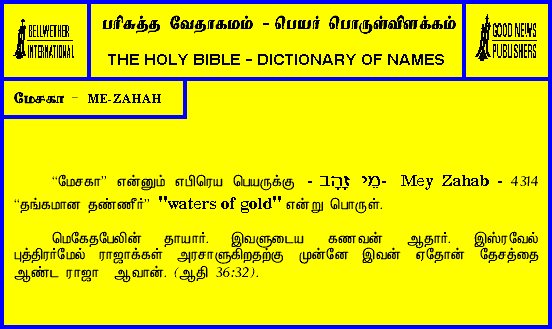 BELLWETHER
INTERNATIONAL
பரிசுத்த வேதாகமம் - பெயர் பொருள்விளக்கம்
THE HOLY BIBLE - DICTIONARY OF NAMES
GOOD NEWS
PUBLISHERS
மேசகா - ME-ZAHAH
“மேசகா” என்னும் எபிரெய பெயருக்கு - מֵי זָהָב- Mey Zahab - 4314
“தங்கமான தண்ணீர்” "waters of gold" என்று பொருள்.
மெகேதபேலின் தாயார். இவளுடைய கணவன் ஆதார். இஸ்ரவேல்
புத்திரர்மேல் ராஜாக்கள் அரசாளுகிறதற்கு முன்னே இவன் ஏதோன் தேசத்தை
ஆண்ட ராஜா ஆவான். (ஆதி 36:32).